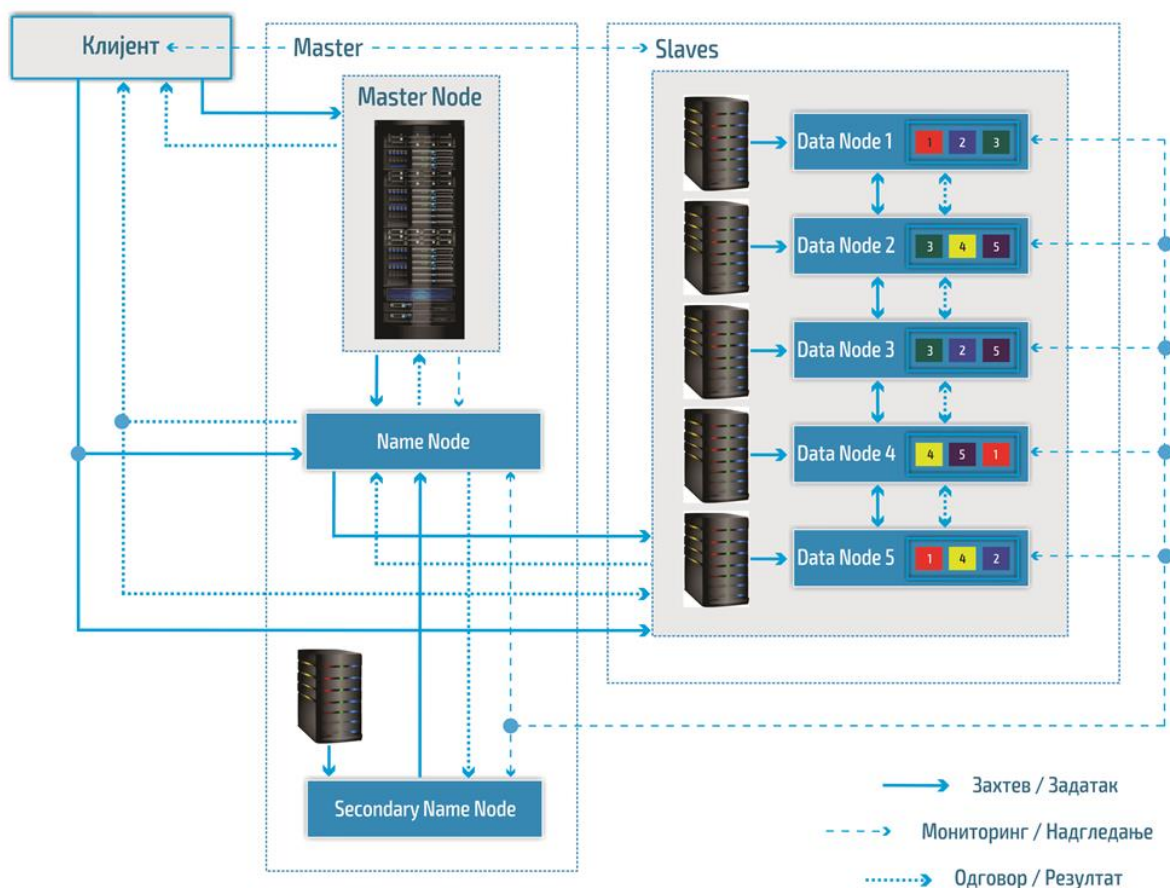 Клијент
Master
Slaves
Master Node
Data Node 1
1 2 3
Data Node 2
3 4 5
Data Node 3
3 2 5
Name Node
Data Node 4
4 5 1
Data Node 5
1 4 2
Secondary Name Node
Захтев / Задатак
Мониторинг / Надгледање
Одговор / Резултат